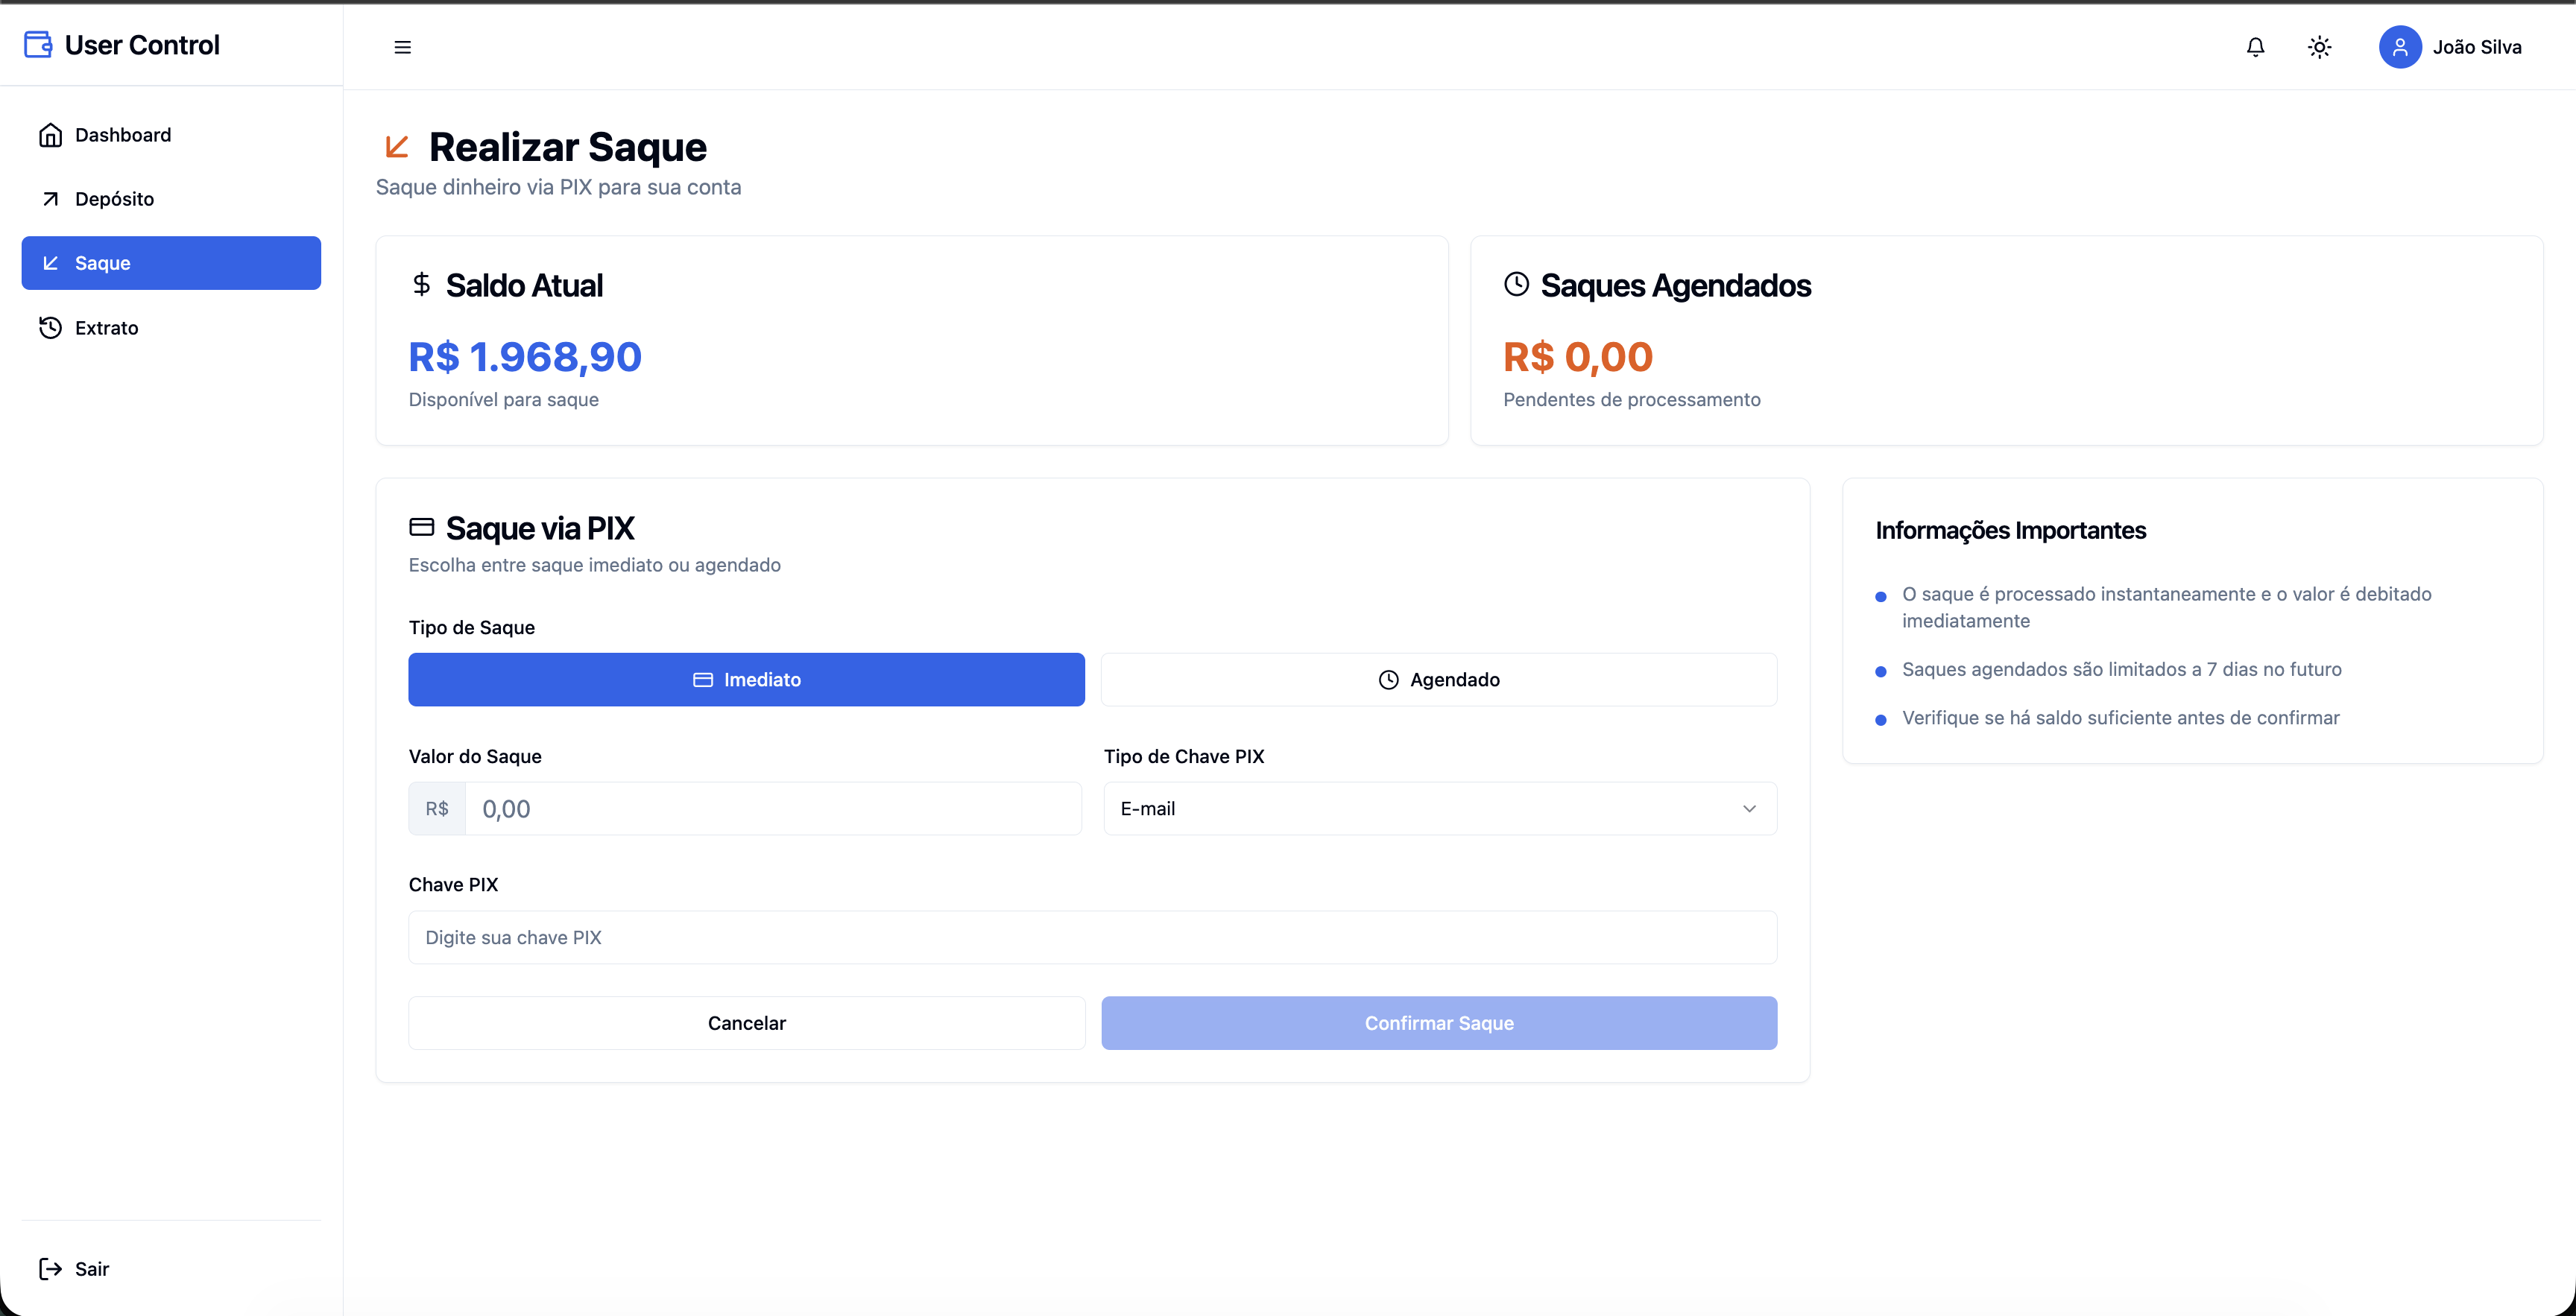 User Control
João Silva
Dashboard
Depósito
Saque
Extrato
Sair
Realizar Saque
Saque dinheiro via PIX para sua conta
Saldo Atual
R$ 1.968,90
Disponível para saque
Saques Agendados
R$ 0,00
Pendentes de processamento
Saque via PIX
Escolha entre saque imediato ou agendado
Tipo de Saque
Imediato
Agendado
Valor do Saque
R$ 0,00
Tipo de Chave PIX
E-mail
Chave PIX
Digite sua chave PIX
Cancelar
Confirmar Saque
Informações Importantes
O saque é processado instantaneamente e o valor é debitado
imediatamente
Saques agendados são limitados a 7 dias no futuro
Verifique se há saldo suficiente antes de confirmar